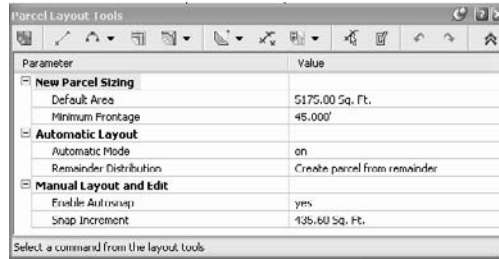 Parcel Layout Tools
Parameter Value
New Parcel Sizing
Default Area 5175.00 Sq. Ft.
Minimum Frontage 45.000'
Automatic Layout
Automatic Mode on
Remainder Distribution Create parcel from remainder
Manual Layout and Edit
Enable Autosnap yes
Snap Increment 435.60 Sq. Ft.
Select a command from the layout tools